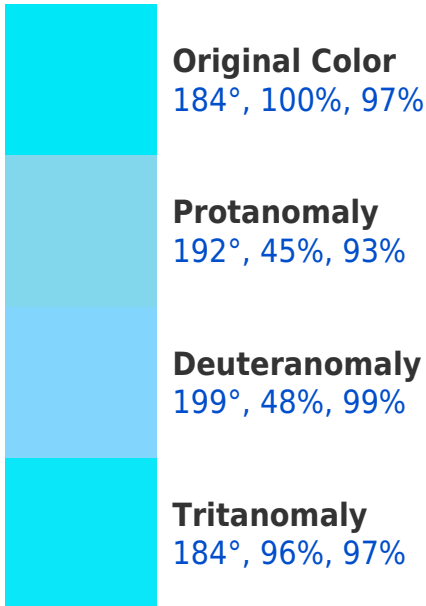 Original Color
184°, 100%, 97%
Protanomaly
192°, 45%, 93%
Deuteranomaly
199°, 48%, 99%
Tritanomaly
184°, 96%, 97%